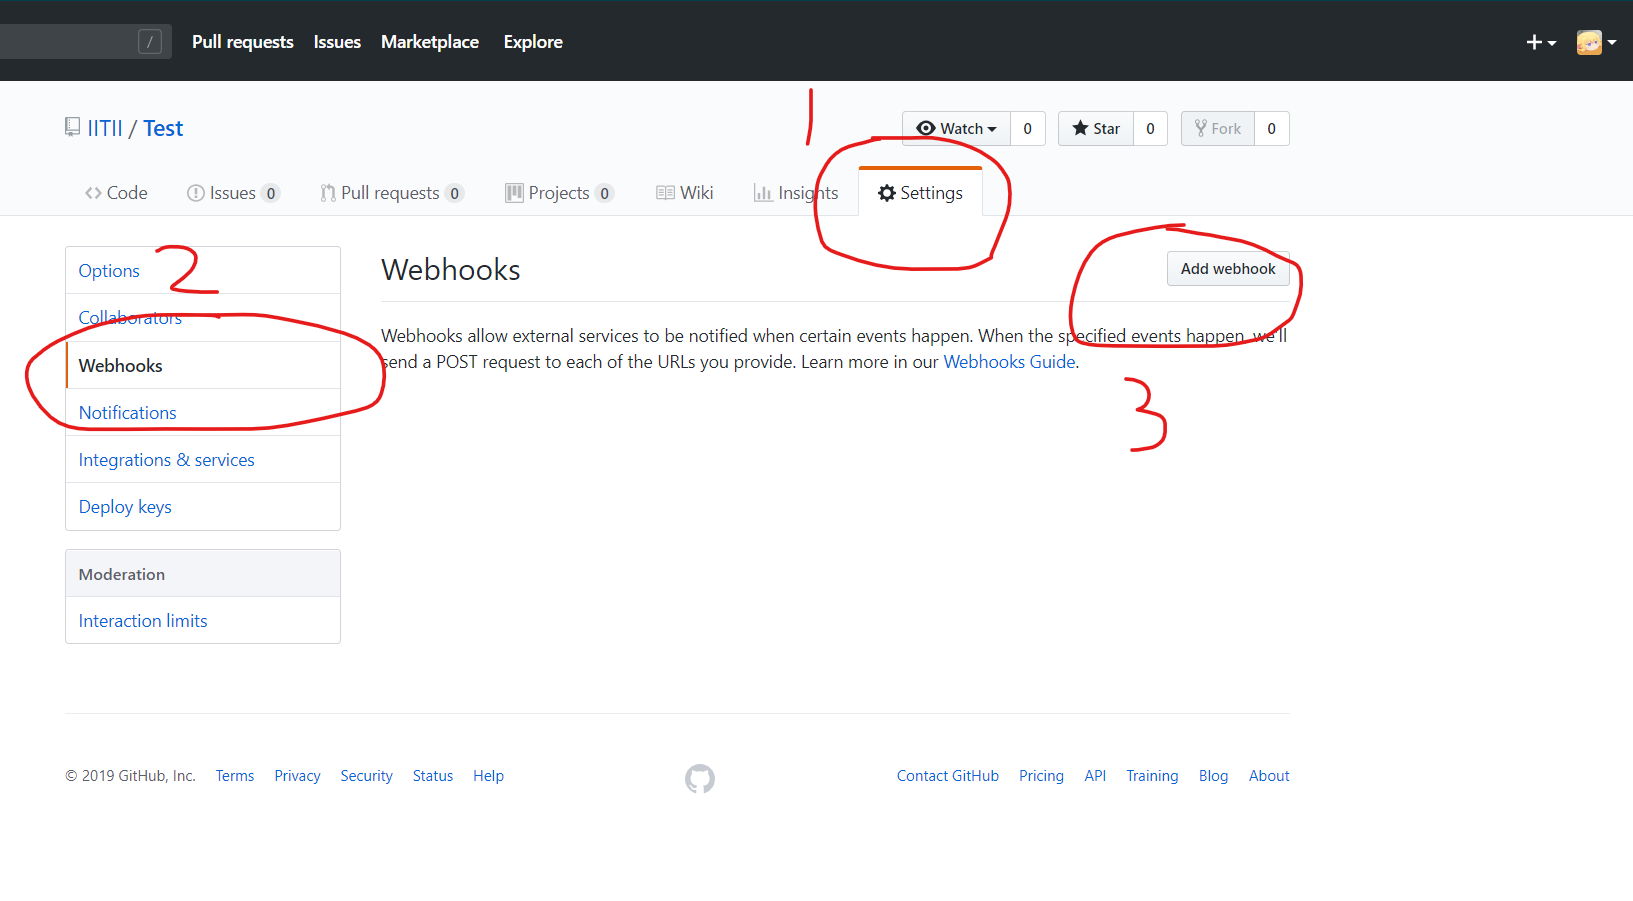 / Pull requests Issues Marketplace Explore
1
IITII / Test Watch 0 Star 0 Fork 0
Code Issues 0 Pull requests 0 Projects 0 Wiki Insights Settings
2
Options
Collaborators
Webhooks
Notifications
Integrations & services
Deploy keys
Moderation
Interaction limits
Webhooks Add webhook
Webhooks allow external services to be notified when certain events happen. When the specified events happen, we'll
send a POST request to each of the URLs you provide. Learn more in our Webhooks Guide.
3
© 2019 GitHub, Inc. Terms Privacy Security Status Help Contact GitHub Pricing API Training Blog About